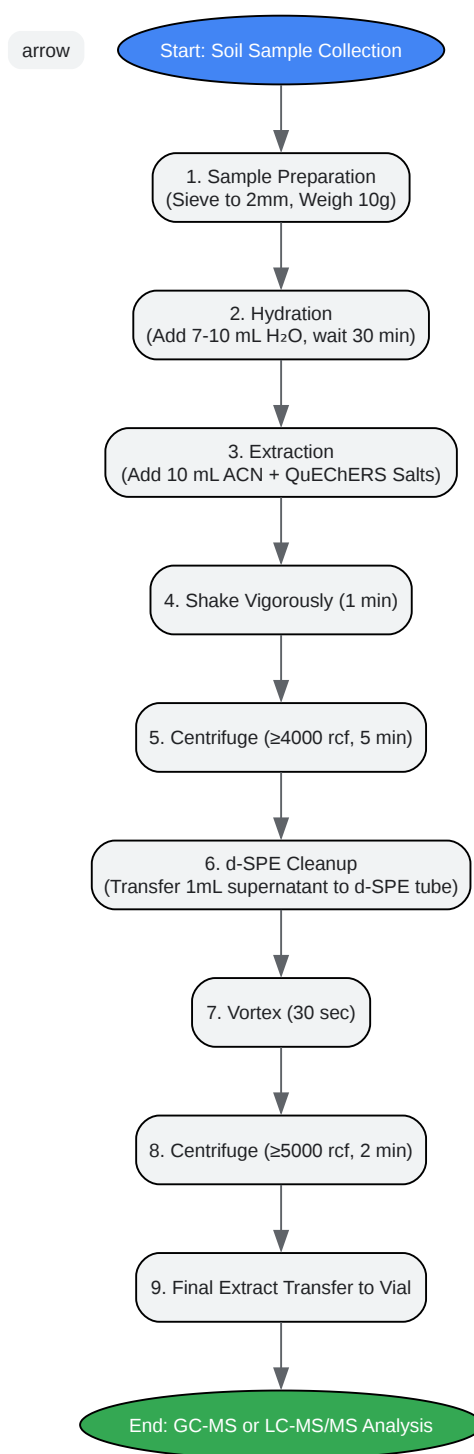 arrow
Start: Soil Sample Collection
1. Sample Preparation
(Sieve to 2mm, Weigh 10g)
2. Hydration
(Add 7-10 mL H₂O, wait 30 min)
3. Extraction
(Add 10 mL ACN + QuEChERS Salts)
4. Shake Vigorously (1 min)
5. Centrifuge (≥4000 rcf, 5 min)
6. d-SPE Cleanup
(Transfer 1mL supernatant to d-SPE tube)
7. Vortex (30 sec)
8. Centrifuge (≥5000 rcf, 2 min)
9. Final Extract Transfer to Vial
End: GC-MS or LC-MS/MS Analysis